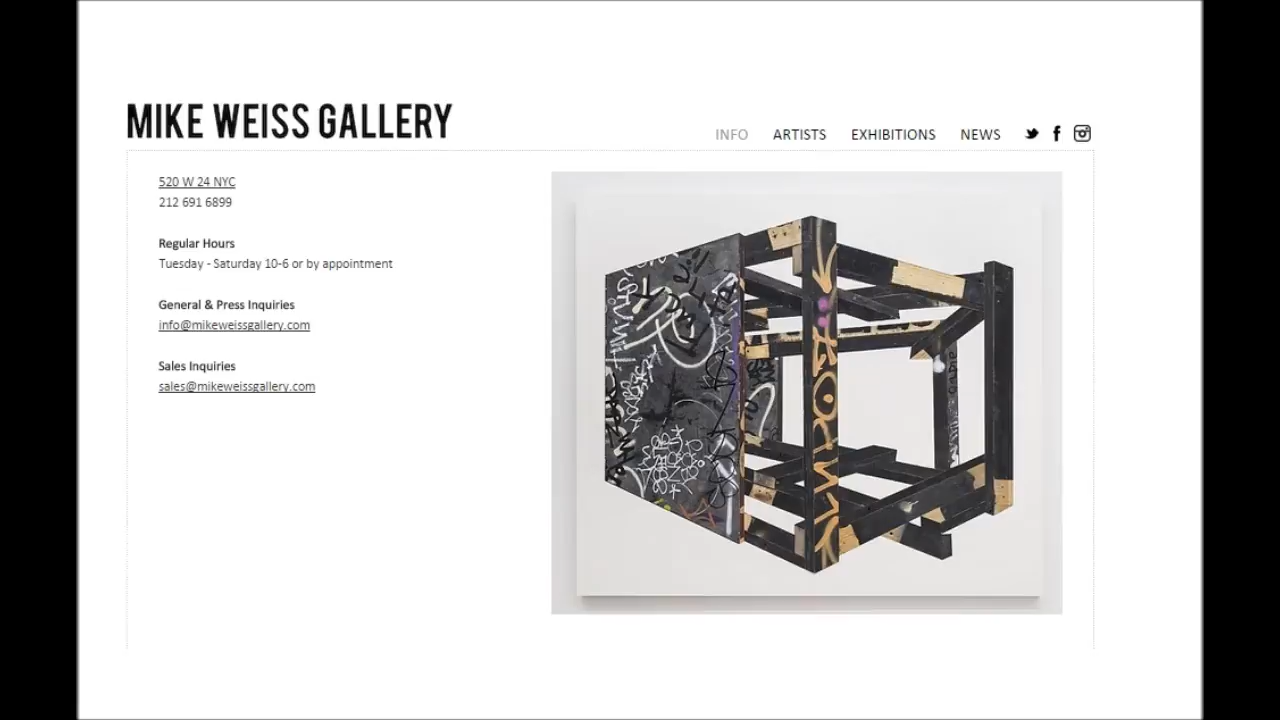 MIKE WEISS GALLERY
INFO ARTISTS EXHIBITIONS NEWS
520 W 24 NYC
212 691 6899
Regular Hours
Tuesday - Saturday 10-6 or by appointment
General & Press Inquiries
info@mikeweissgallery.com
Sales Inquiries
sales@mikeweissgallery.com